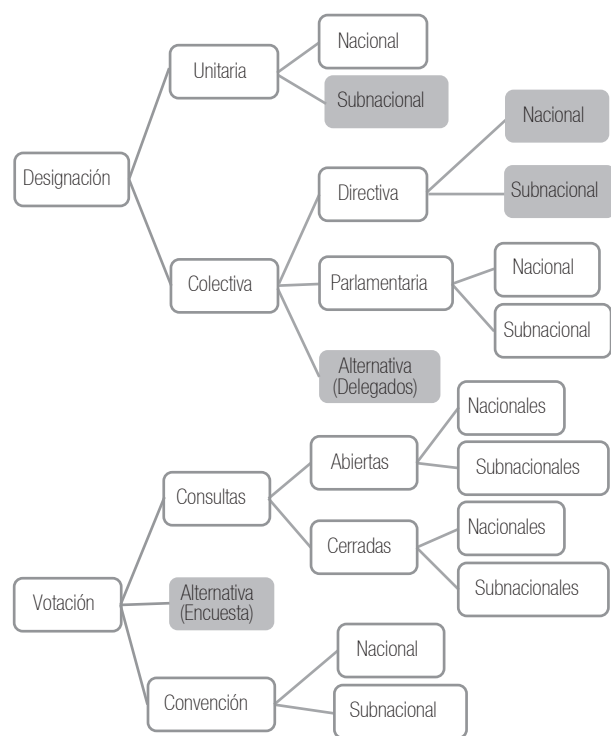 Designación
Unitaria
Nacional
Subnacional
Colectiva
Directiva
Nacional
Subnacional
Parlamentaria
Nacional
Subnacional
Alternativa
(Delegados)
Votación
Consultas
Abiertas
Nacionales
Subnacionales
Cerradas
Nacionales
Subnacionales
Alternativa
(Encuesta)
Convención
Nacional
Subnacional